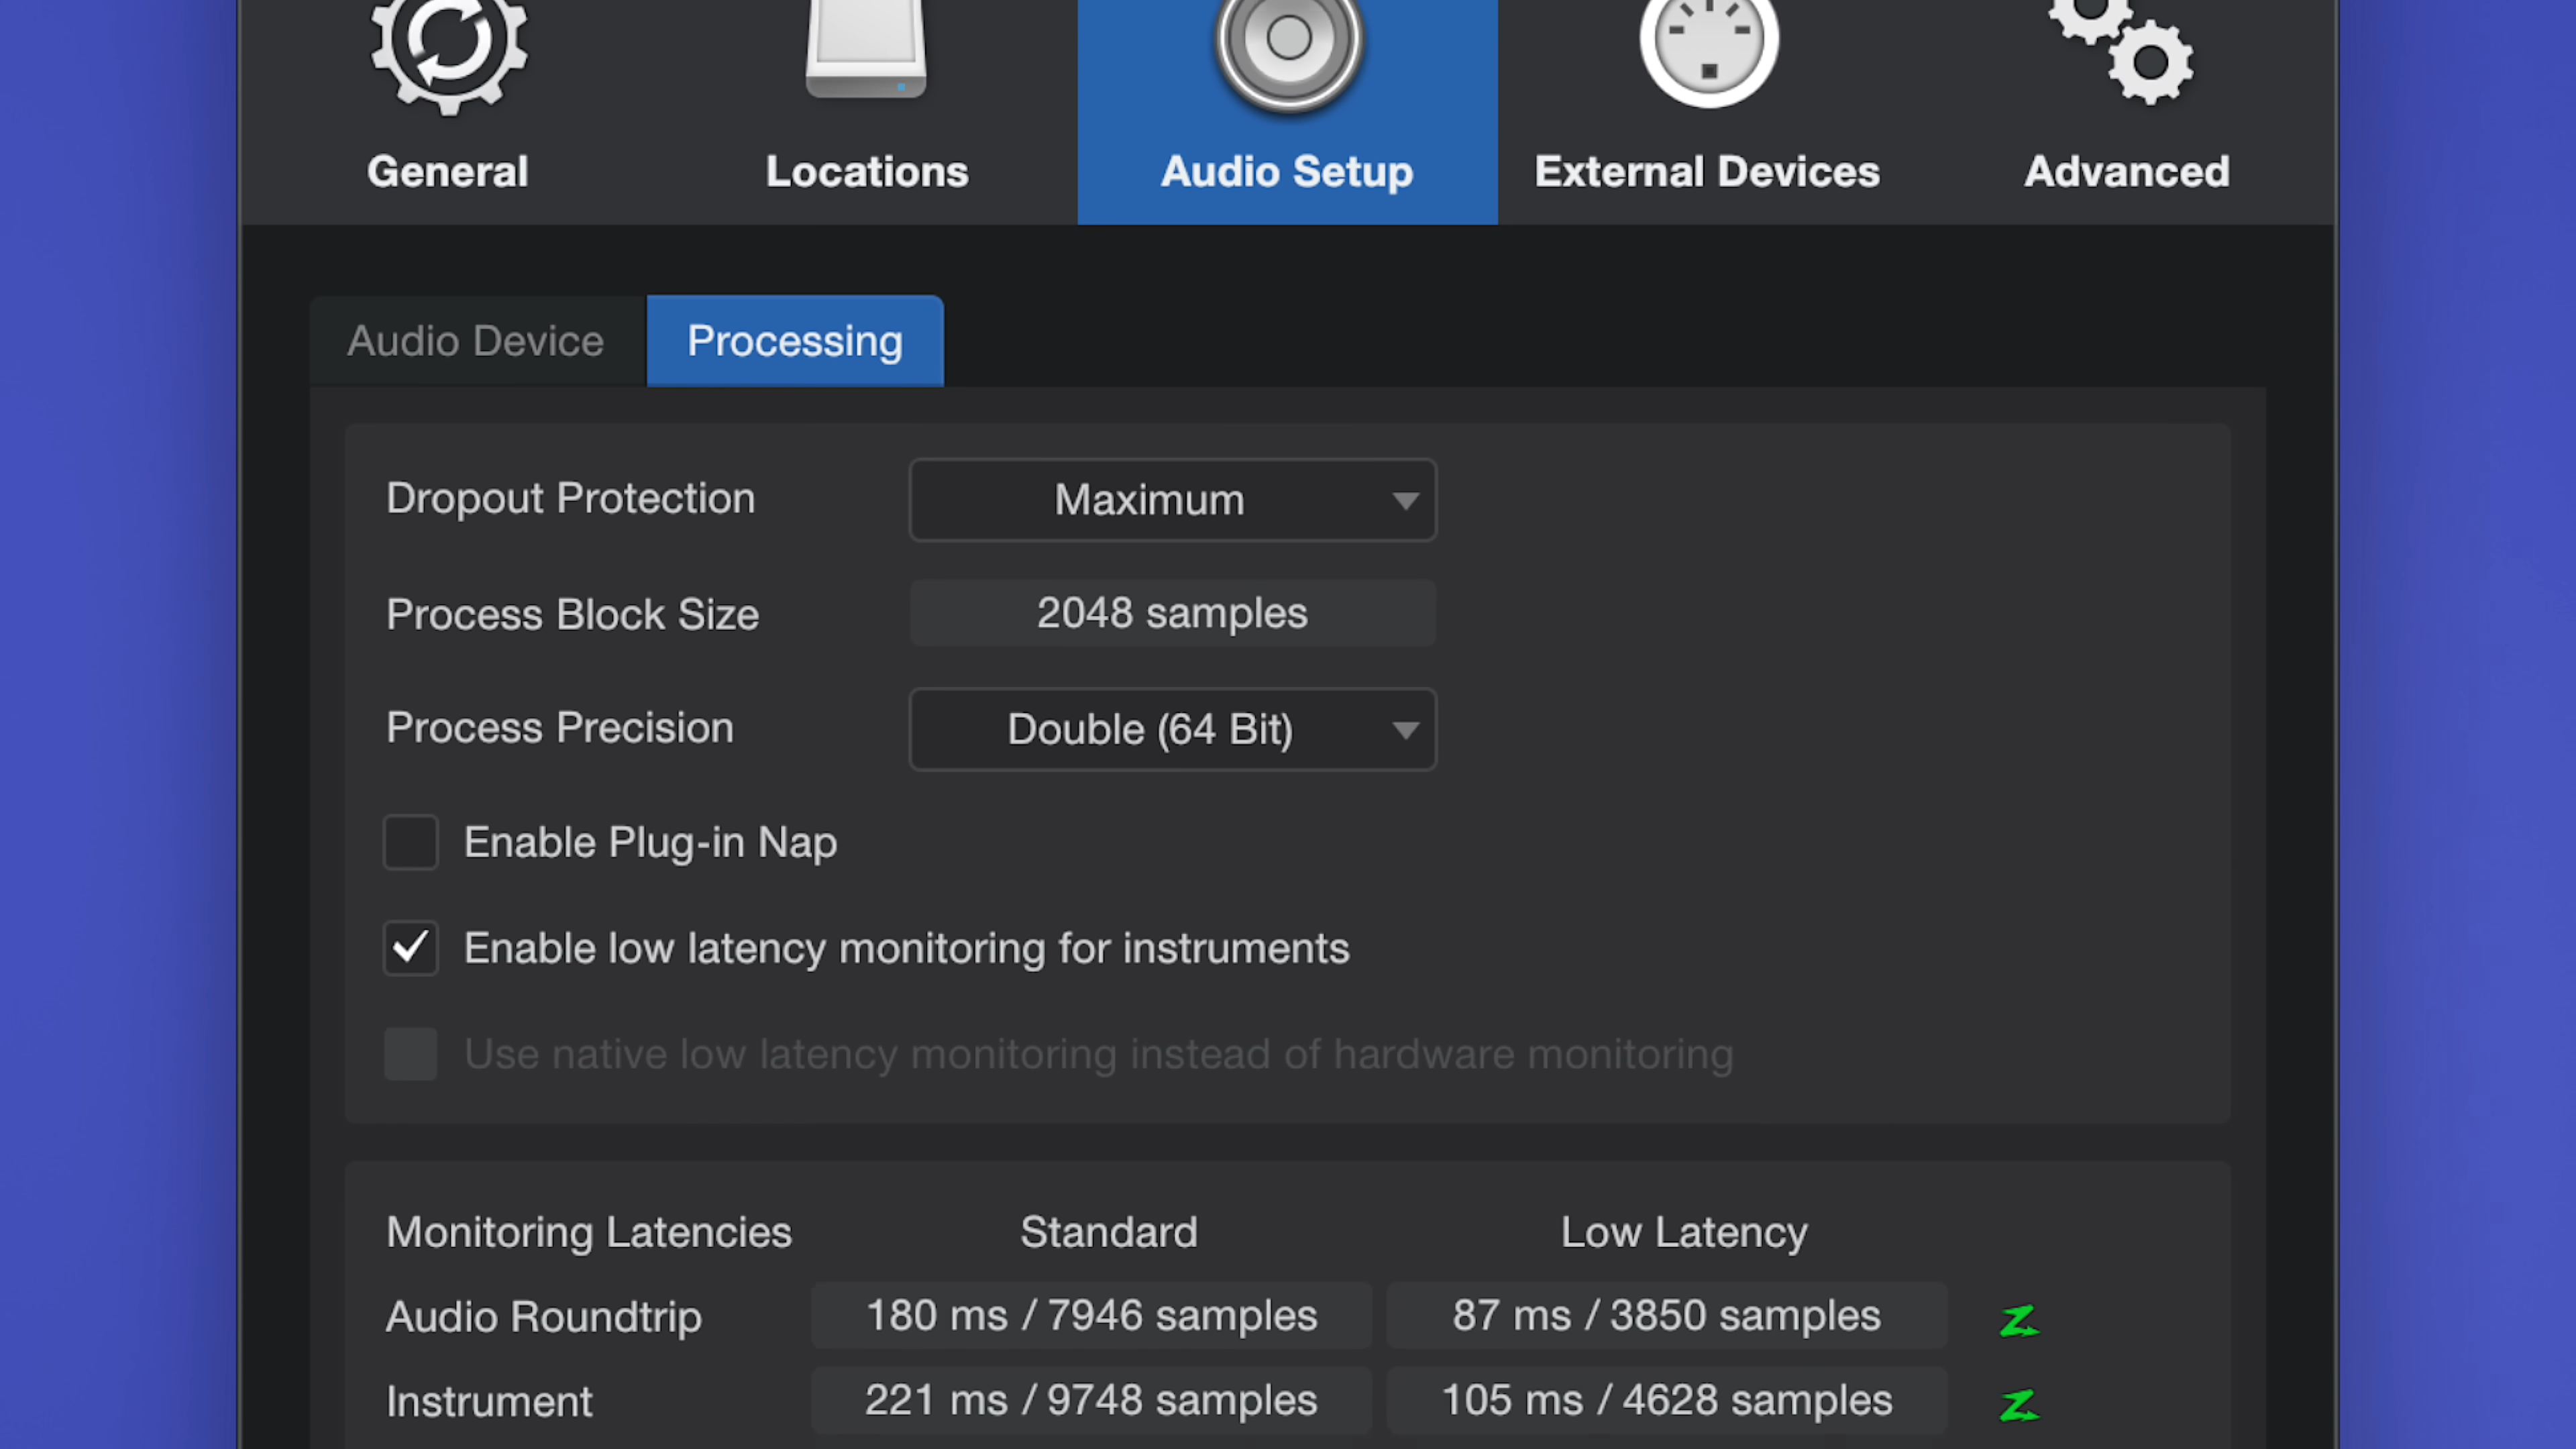 General
Locations
Audio Setup
External Devices
Advanced
Audio Device
Processing
Dropout Protection
Maximum
Process Block Size
2048 samples
Process Precision
Double (64 Bit)
Enable Plug-in Nap
Enable low latency monitoring for instruments
Use native low latency monitoring instead of hardware monitoring
Monitoring Latencies
Standard
Low Latency
Audio Roundtrip
180 ms / 7946 samples
87 ms / 3850 samples
Instrument
221 ms / 9748 samples
105 ms / 4628 samples